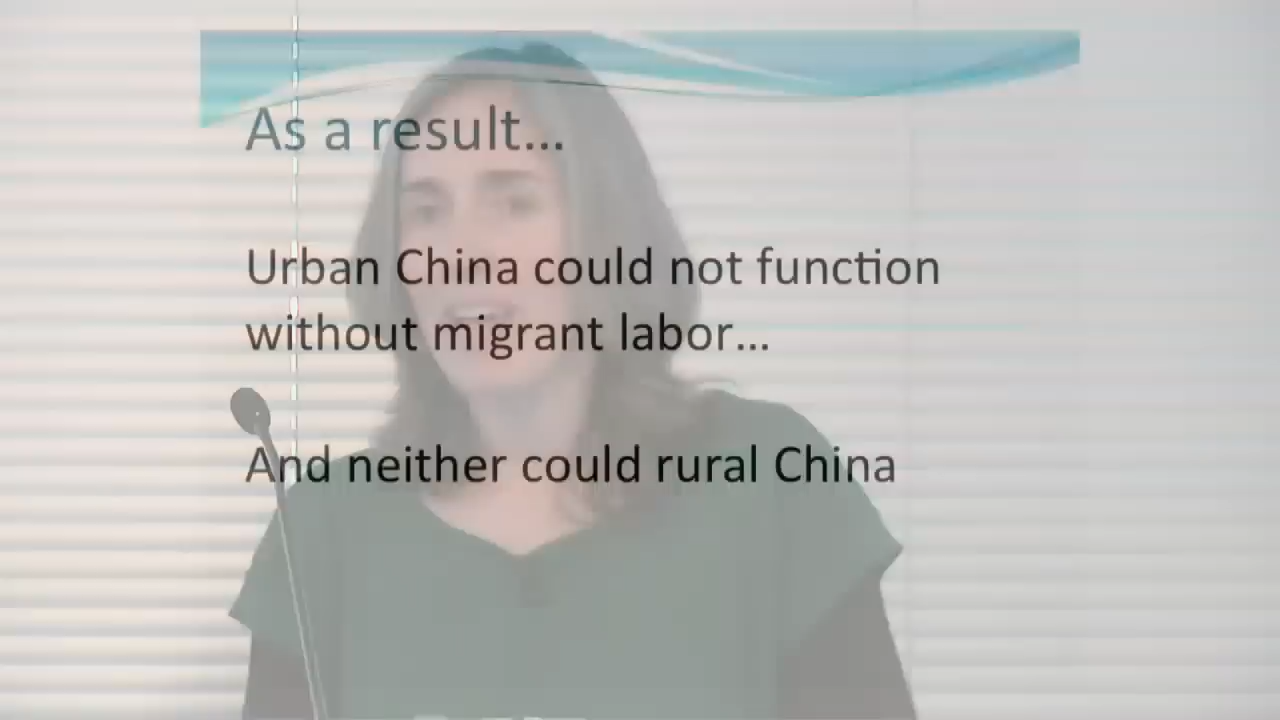 As a result...
Urban China could not function
without migrant labor...
And neither could rural China